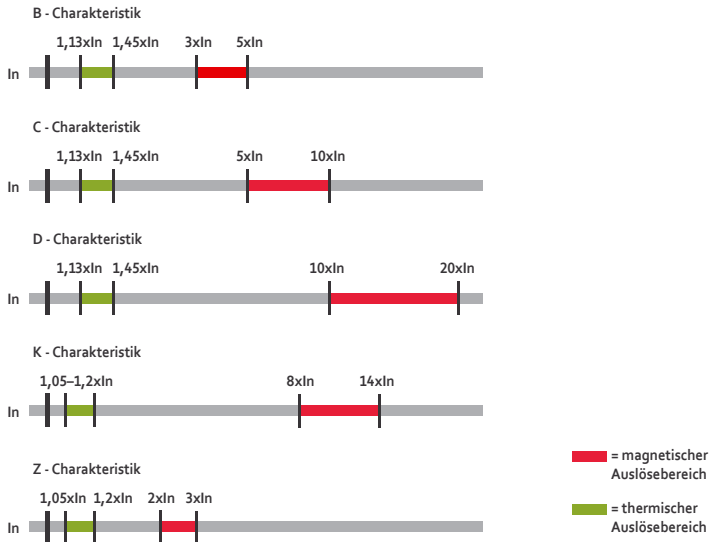 B - Charakteristik
1,13xIn 1,45xIn 3xIn 5xIn
In
C - Charakteristik
1,13xIn 1,45xIn 5xIn 10xIn
In
D - Charakteristik
1,13xIn 1,45xIn 10xIn 20xIn
In
K - Charakteristik
1,05–1,2xIn 8xIn 14xIn
In
Z - Charakteristik
1,05xIn 1,2xIn 2xIn 3xIn
In
= magnetischer
Auslösebereich
= thermischer
Auslösebereich